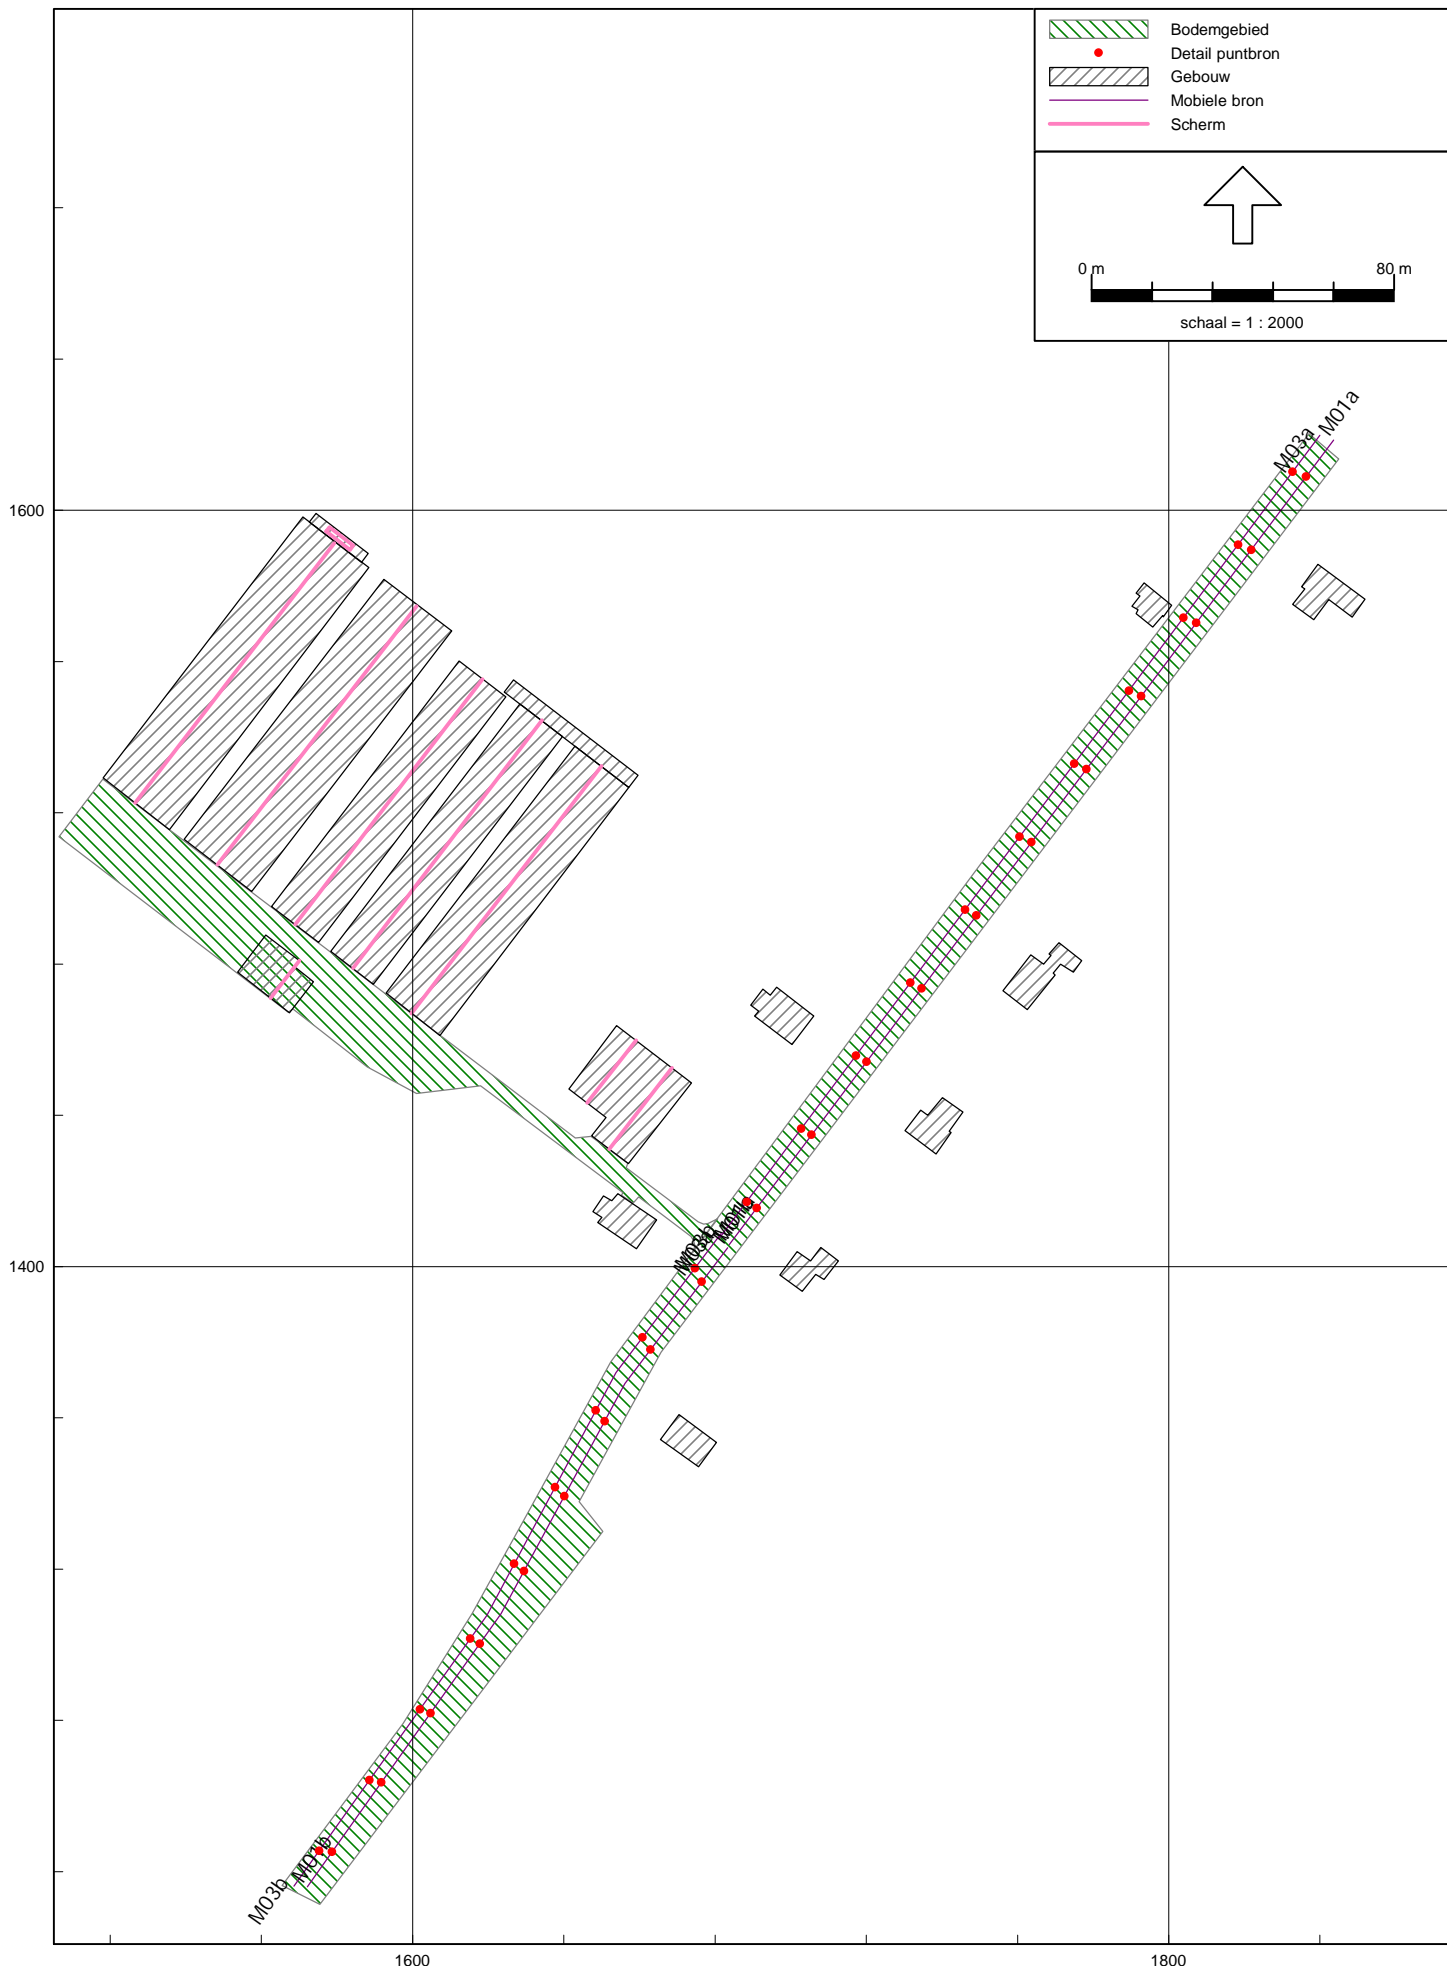 Bodemgebied
Detail puntbron
Gebouw
Mobiele bron
Scherm
0 m 80 m
schaal = 1 : 2000
M03a
M01a
1600
1400
M01b
M03b
1600 1800